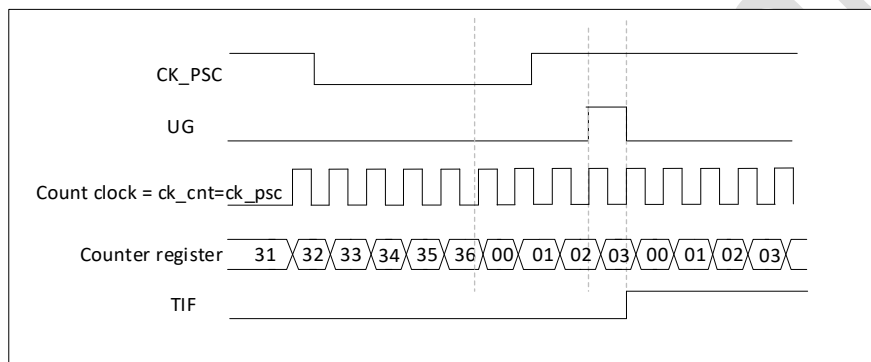 CK_PSC
UG
Count clock = ck_cnt=ck_psc
Counter register 31 32 33 34 35 36 00 01 02 03 00 01 02 03
TIF